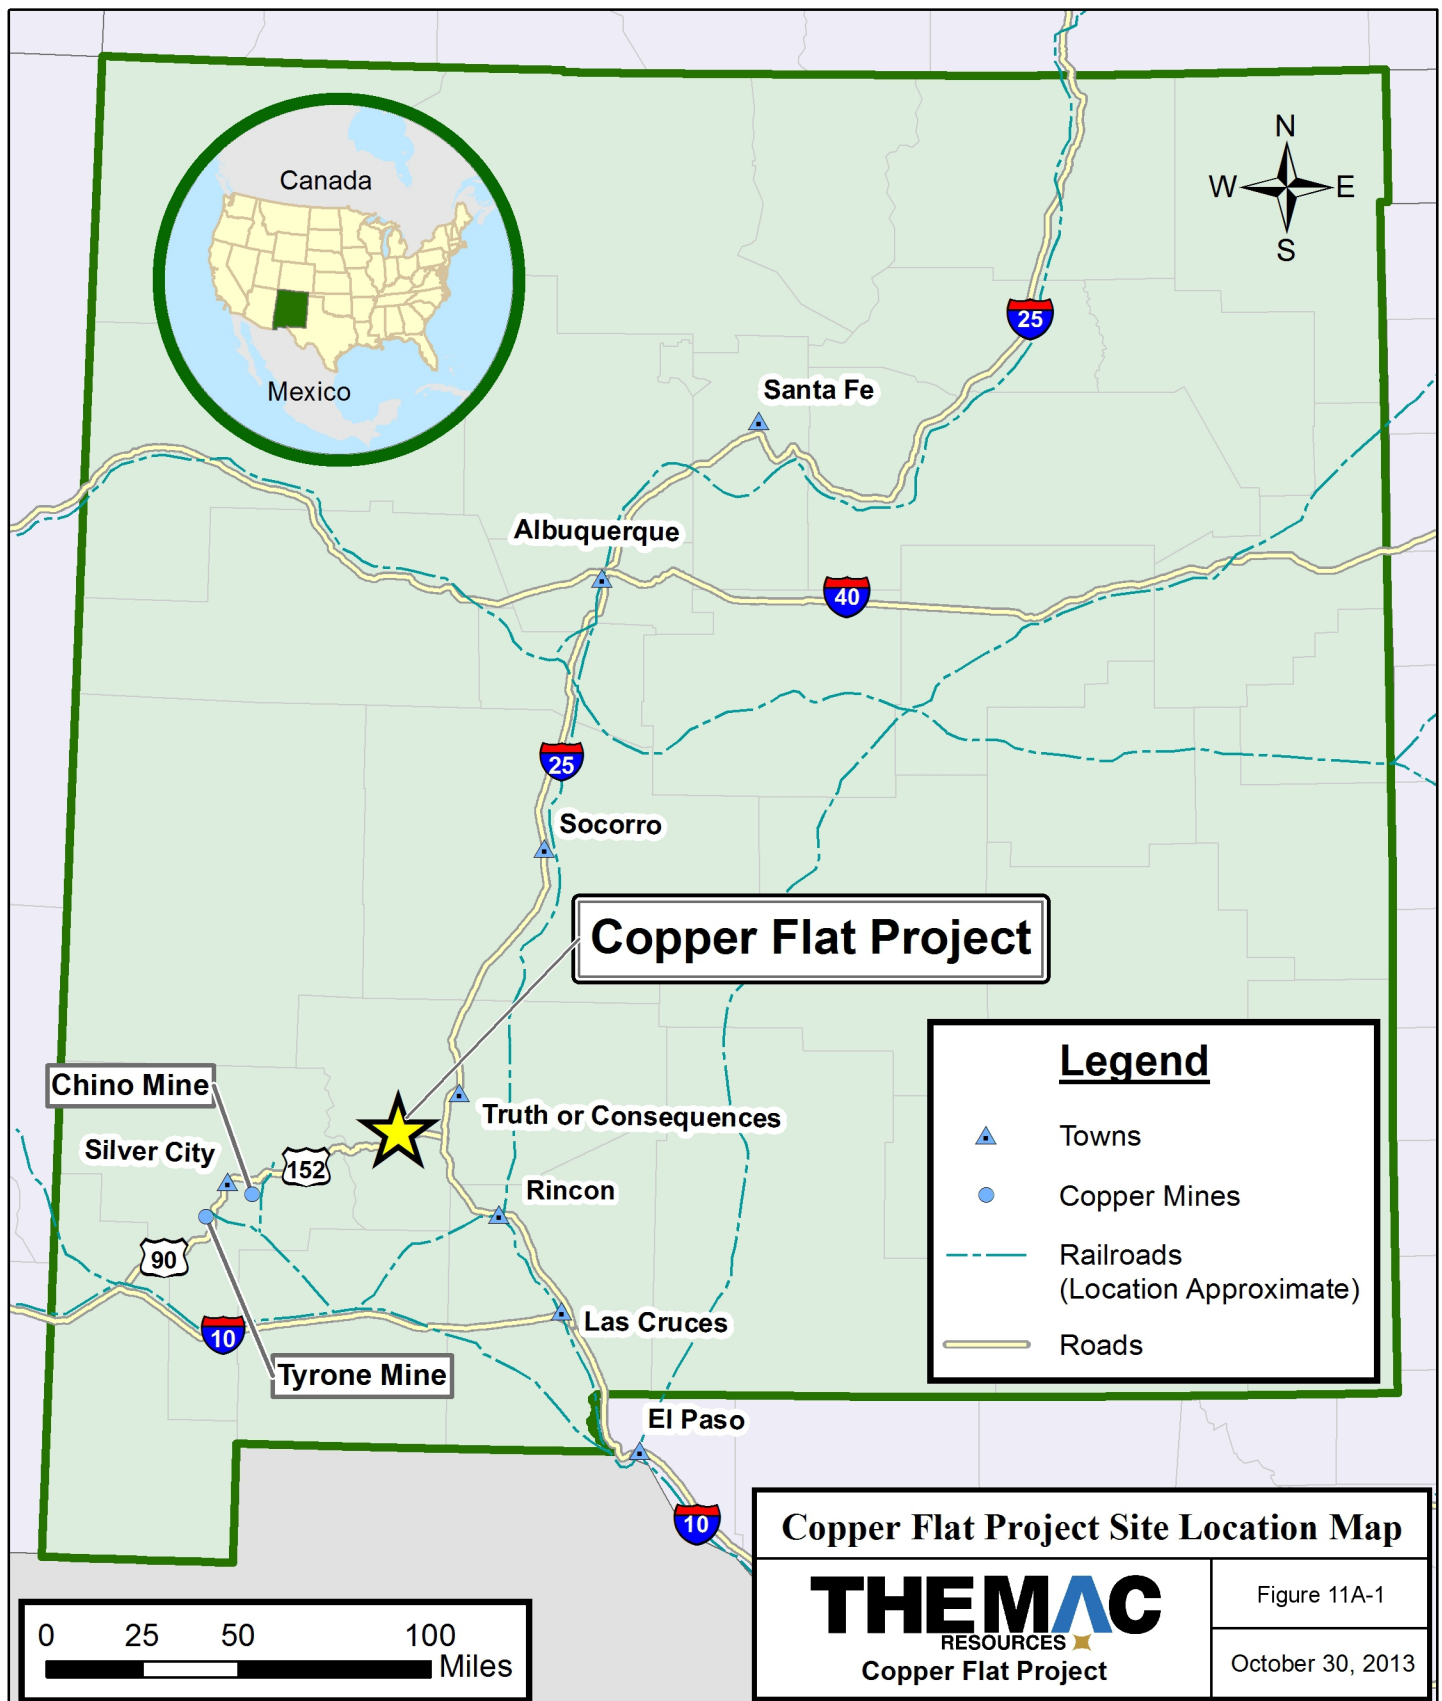 N
W
E
S
Canada
Mexico
25
Santa Fe
Albuquerque
40
25
Socorro
Copper Flat Project
Chino Mine
Truth or Consequences
Silver City
152
Rincon
90
Las Cruces
10
Tyrone Mine
El Paso
10
Legend
Towns
Copper Mines
Railroads
(Location Approximate)
Roads
0 25 50 100
Miles
Copper Flat Project Site Location Map
THEMAC
RESOURCES
Copper Flat Project
Figure 11A-1
October 30, 2013